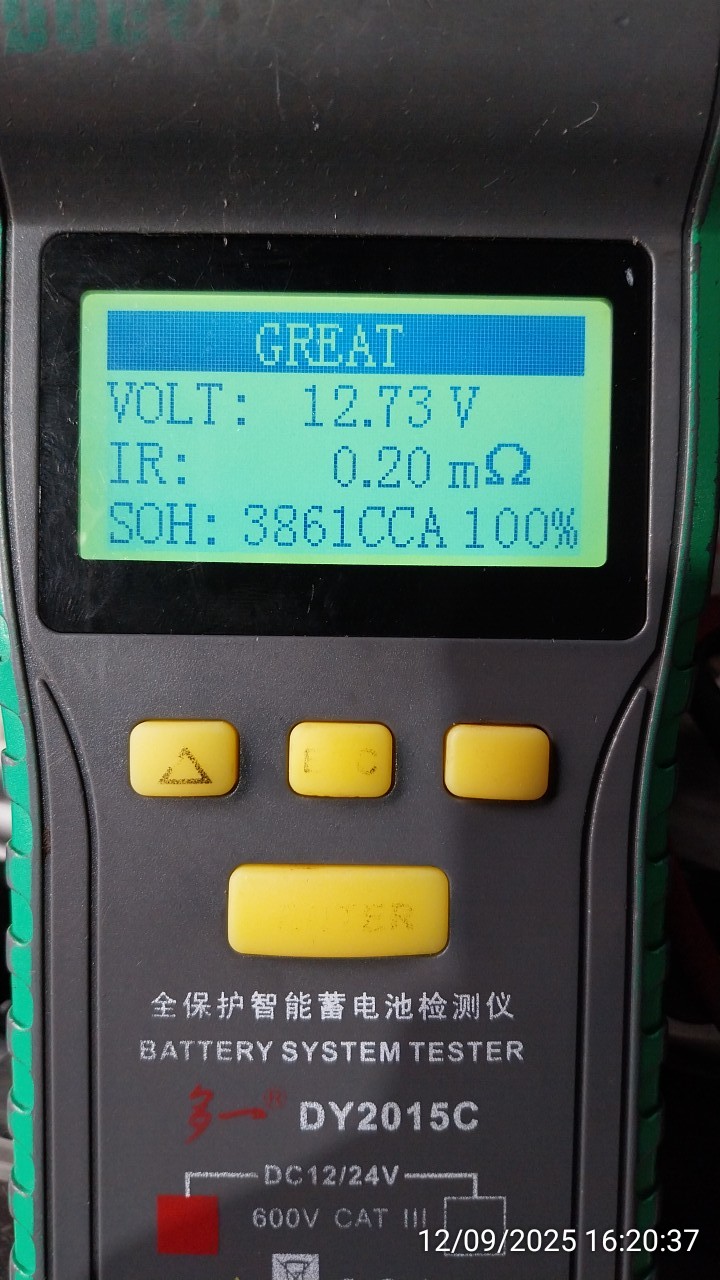 GREAT
VOLT: 12.73 V
IR: 0.20 mΩ
SOH: 3861CCA 100%
全保护智能蓄电池检测仪
BATTERY SYSTEM TESTER
多一® DY2015C
DC12/24V
600V CAT III
12/09/2025 16:20:37